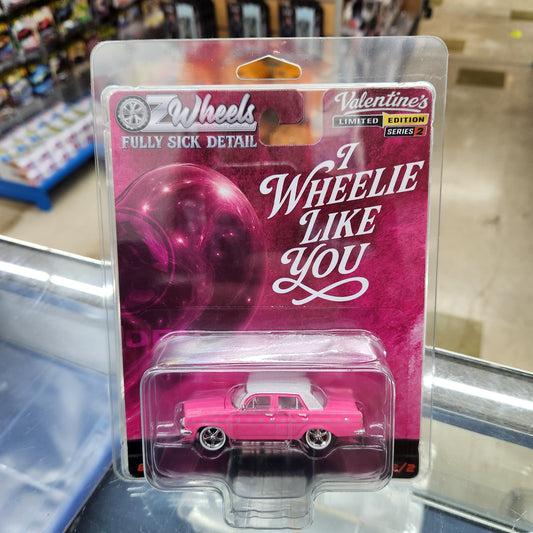 OZWheels
FULLY SICK DETAIL
Valentine's
LIMITED EDITION
SERIES 2
I
WHEELIE
LIKE
YOU